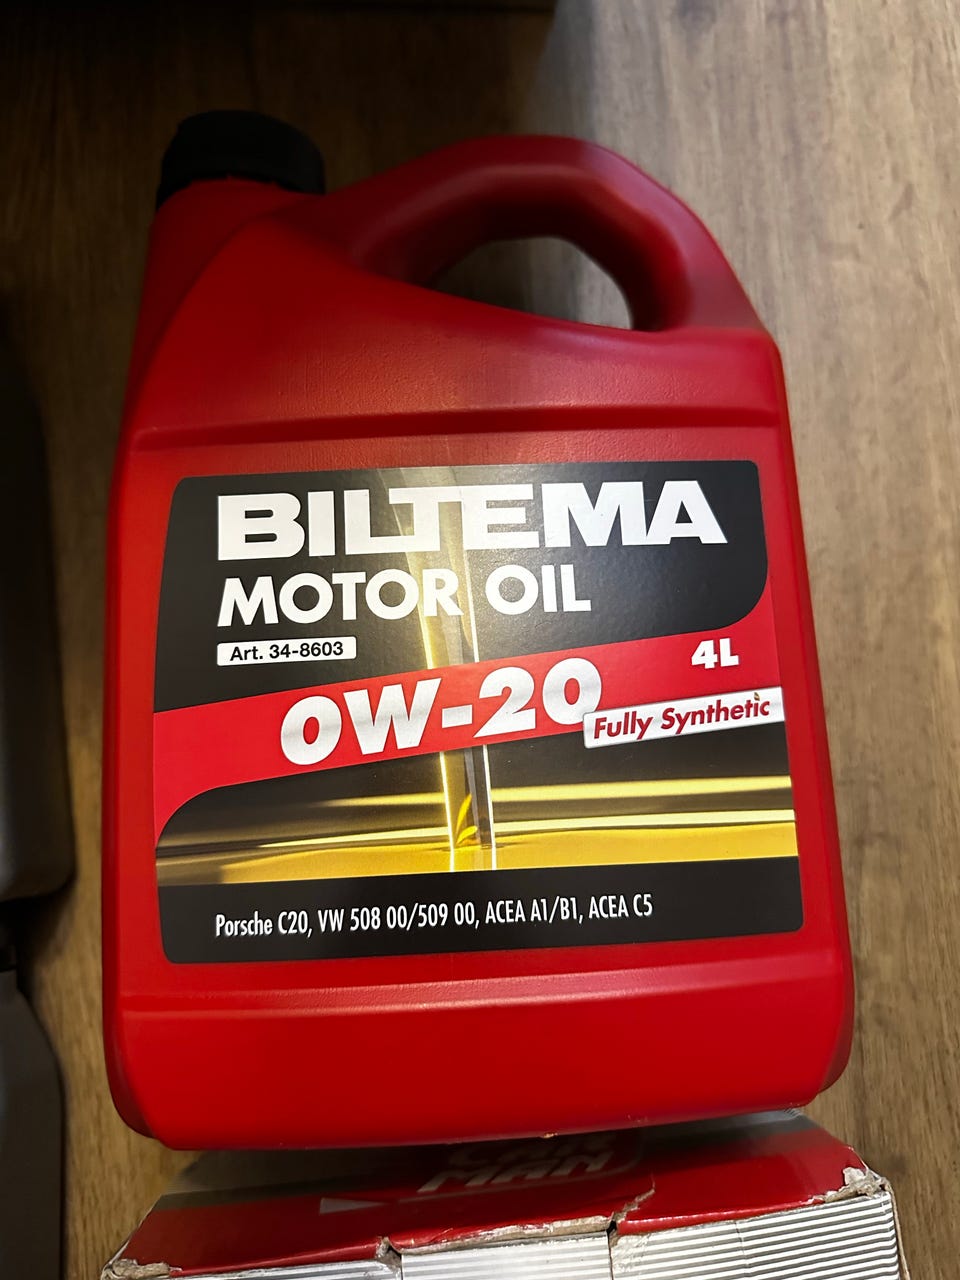 BILTEMA
MOTOR OIL
Art. 34-8603
4L
0W-20
Fully Synthetic
Porsche C20, VW 508 00/509 00, ACEA A1/B1, ACEA C5
MAN